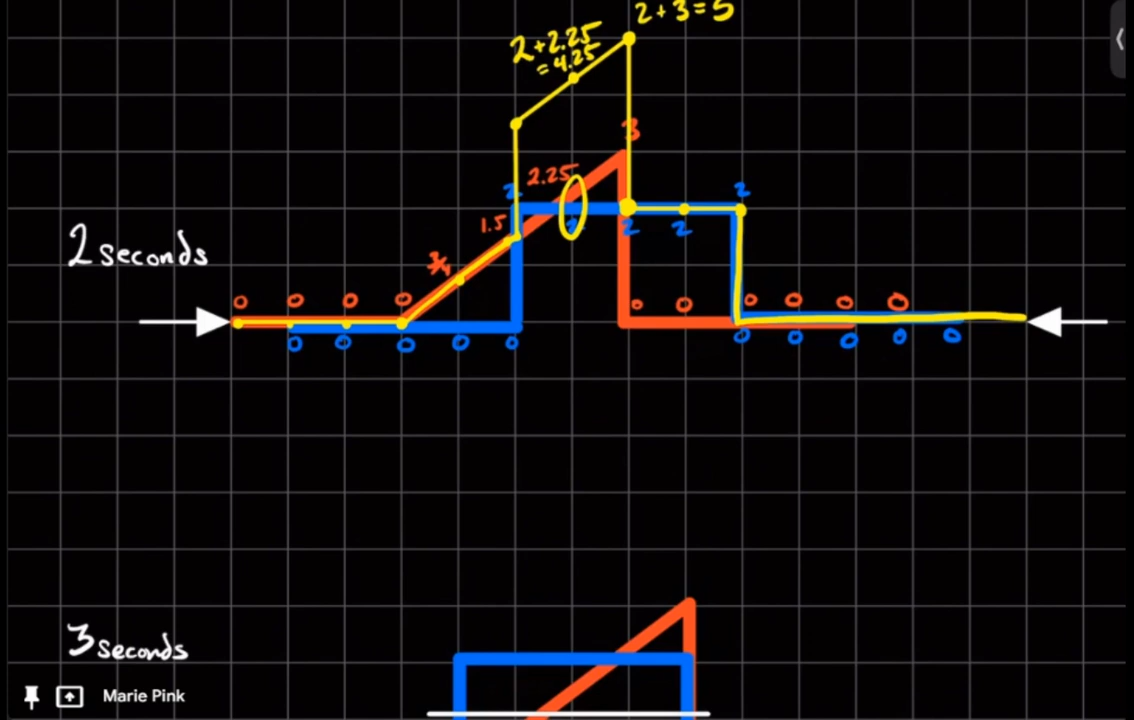 2+3=5
2+2.25
=4.25
3
2.25
2 2
1.5
2 2 2
3/4
2 seconds
0 0 0 0 0 0 0 0 0 0
0 0 0 0 0 0 0 0 0 0
3 seconds
Marie Pink